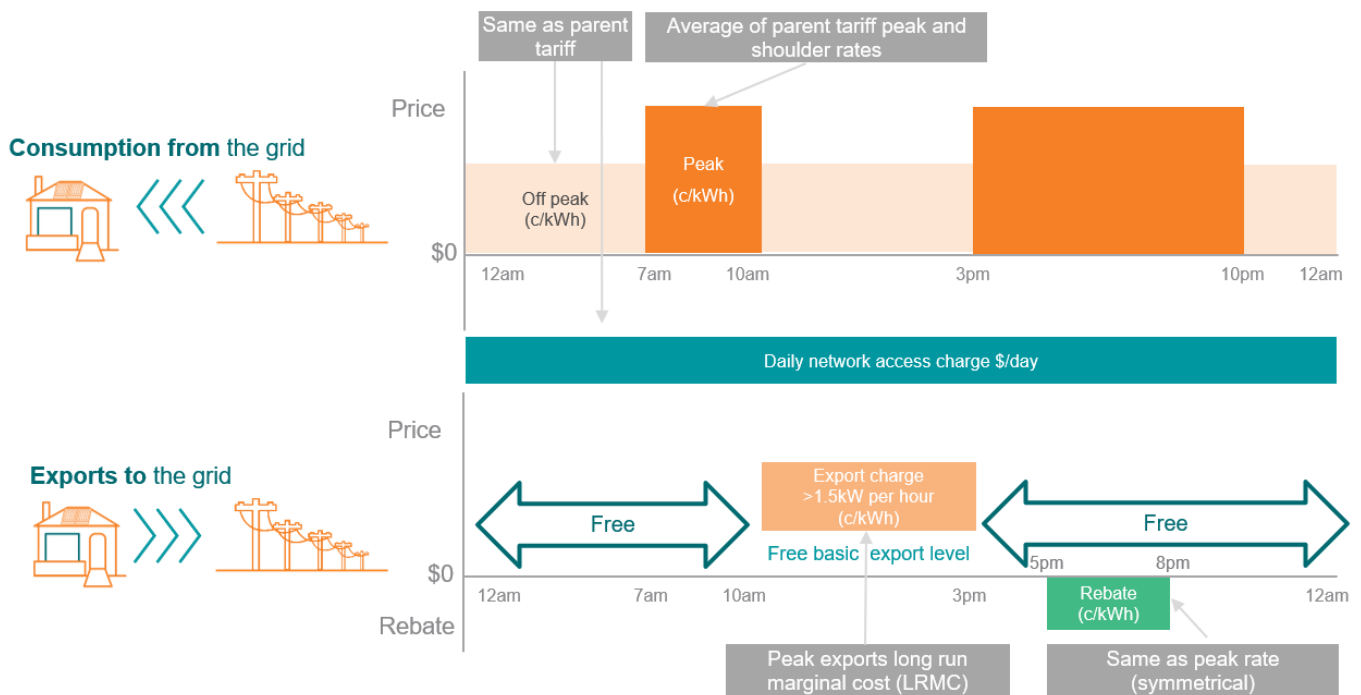 Same as parent
tariff
Average of parent tariff peak and
shoulder rates
Price
Consumption from the grid
Peak
(c/kWh)
Off peak
(c/kWh)
$0
12am
7am
10am
3pm
10pm
12am
Daily network access charge $/day
Price
Exports to the grid
Export charge
>1.5kW per hour
(c/kWh)
Free
Free
Free basic export level
5pm
8pm
$0
12am
7am
10am
3pm
12am
Rebate
(c/kWh)
Rebate
Peak exports long run
marginal cost (LRMC)
Same as peak rate
(symmetrical)